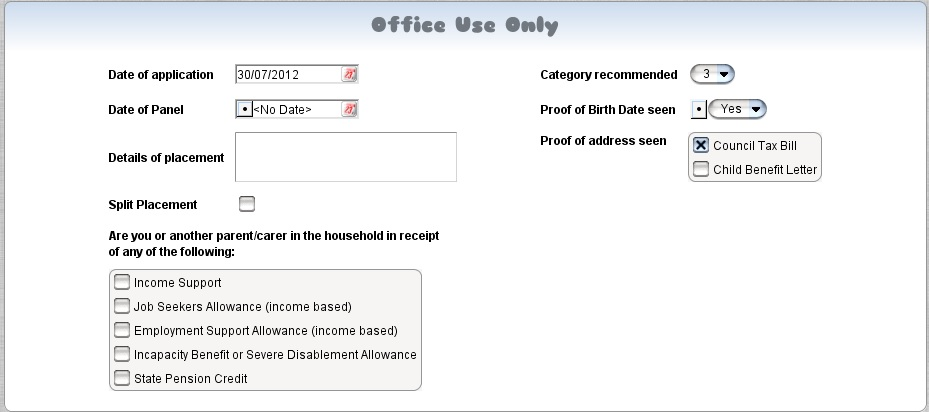 Office Use Only
Date of application 30/07/2012
Category recommended 3
Date of Panel <No Date>
Proof of Birth Date seen Yes
Proof of address seen
Council Tax Bill
Child Benefit Letter
Details of placement
Split Placement
Are you or another parent/carer in the household in receipt
of any of the following:
Income Support
Job Seekers Allowance (income based)
Employment Support Allowance (income based)
Incapacity Benefit or Severe Disablement Allowance
State Pension Credit